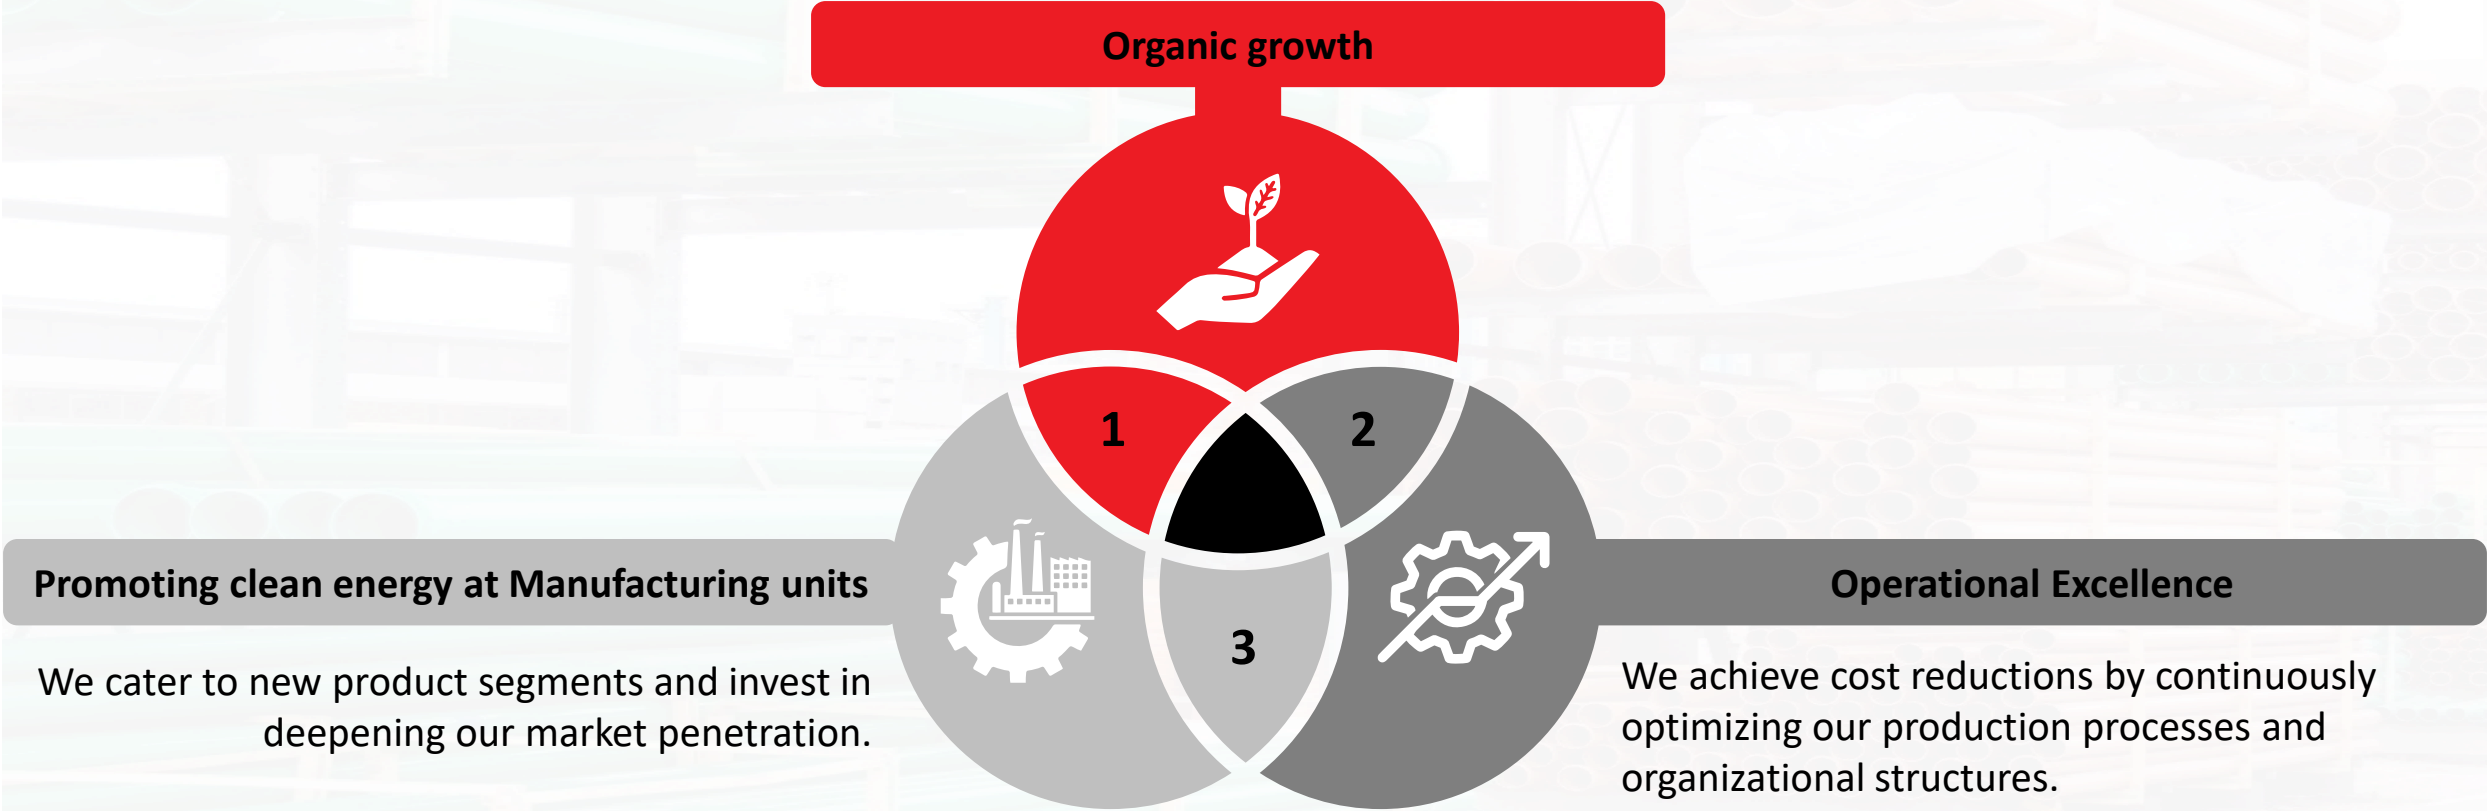 Organic growth
1
2
Promoting clean energy at Manufacturing units
Operational Excellence
3
We cater to new product segments and invest in
deepening our market penetration.
We achieve cost reductions by continuously
optimizing our production processes and
organizational structures.